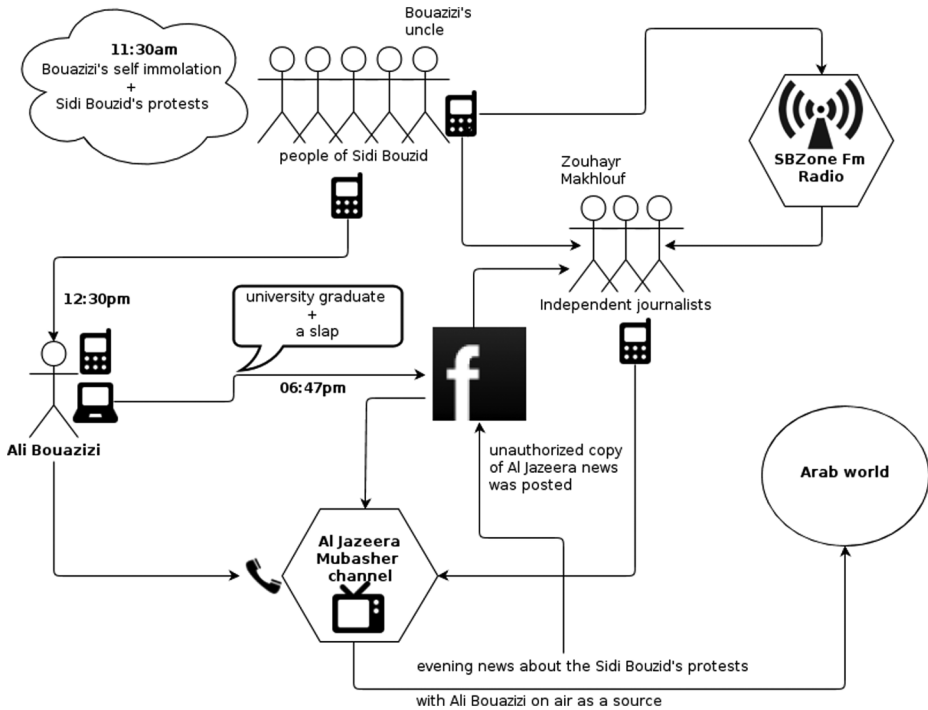 Bouazizi's
uncle
11:30am
Bouazizi's self immolation
+
Sidi Bouzid's protests
people of Sidi Bouzid
SBZone Fm
Radio
Zouhayr
Makhlouf
Independent journalists
12:30pm
university graduate
+
a slap
06:47pm
f
Ali Bouazizi
unauthorized copy
of Al Jazeera news
was posted
Arab world
Al Jazeera
Mubasher
channel
evening news about the Sidi Bouzid's protests
with Ali Bouazizi on air as a source